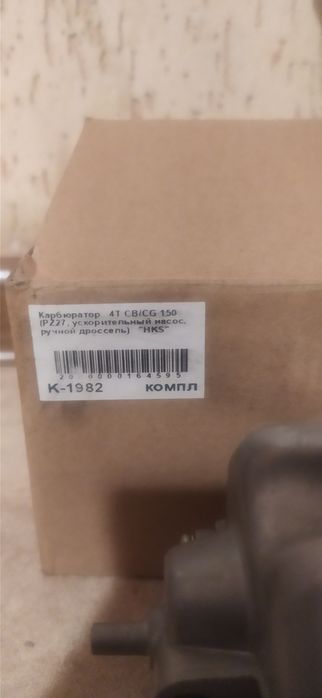 Карбюратор 4T CB/CG 150
(PZ27, ускорительный насос,
ручной дроссель) "HKS"
20 0000164595
К-1982 КОМПЛ